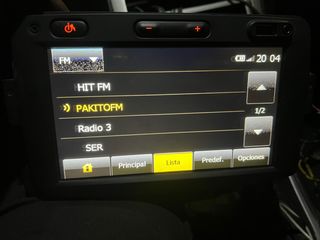 FM
20 04
HIT FM
PAKITOFM
Radio 3
SER
1/2
Principal
Lista
Predef.
Opciones